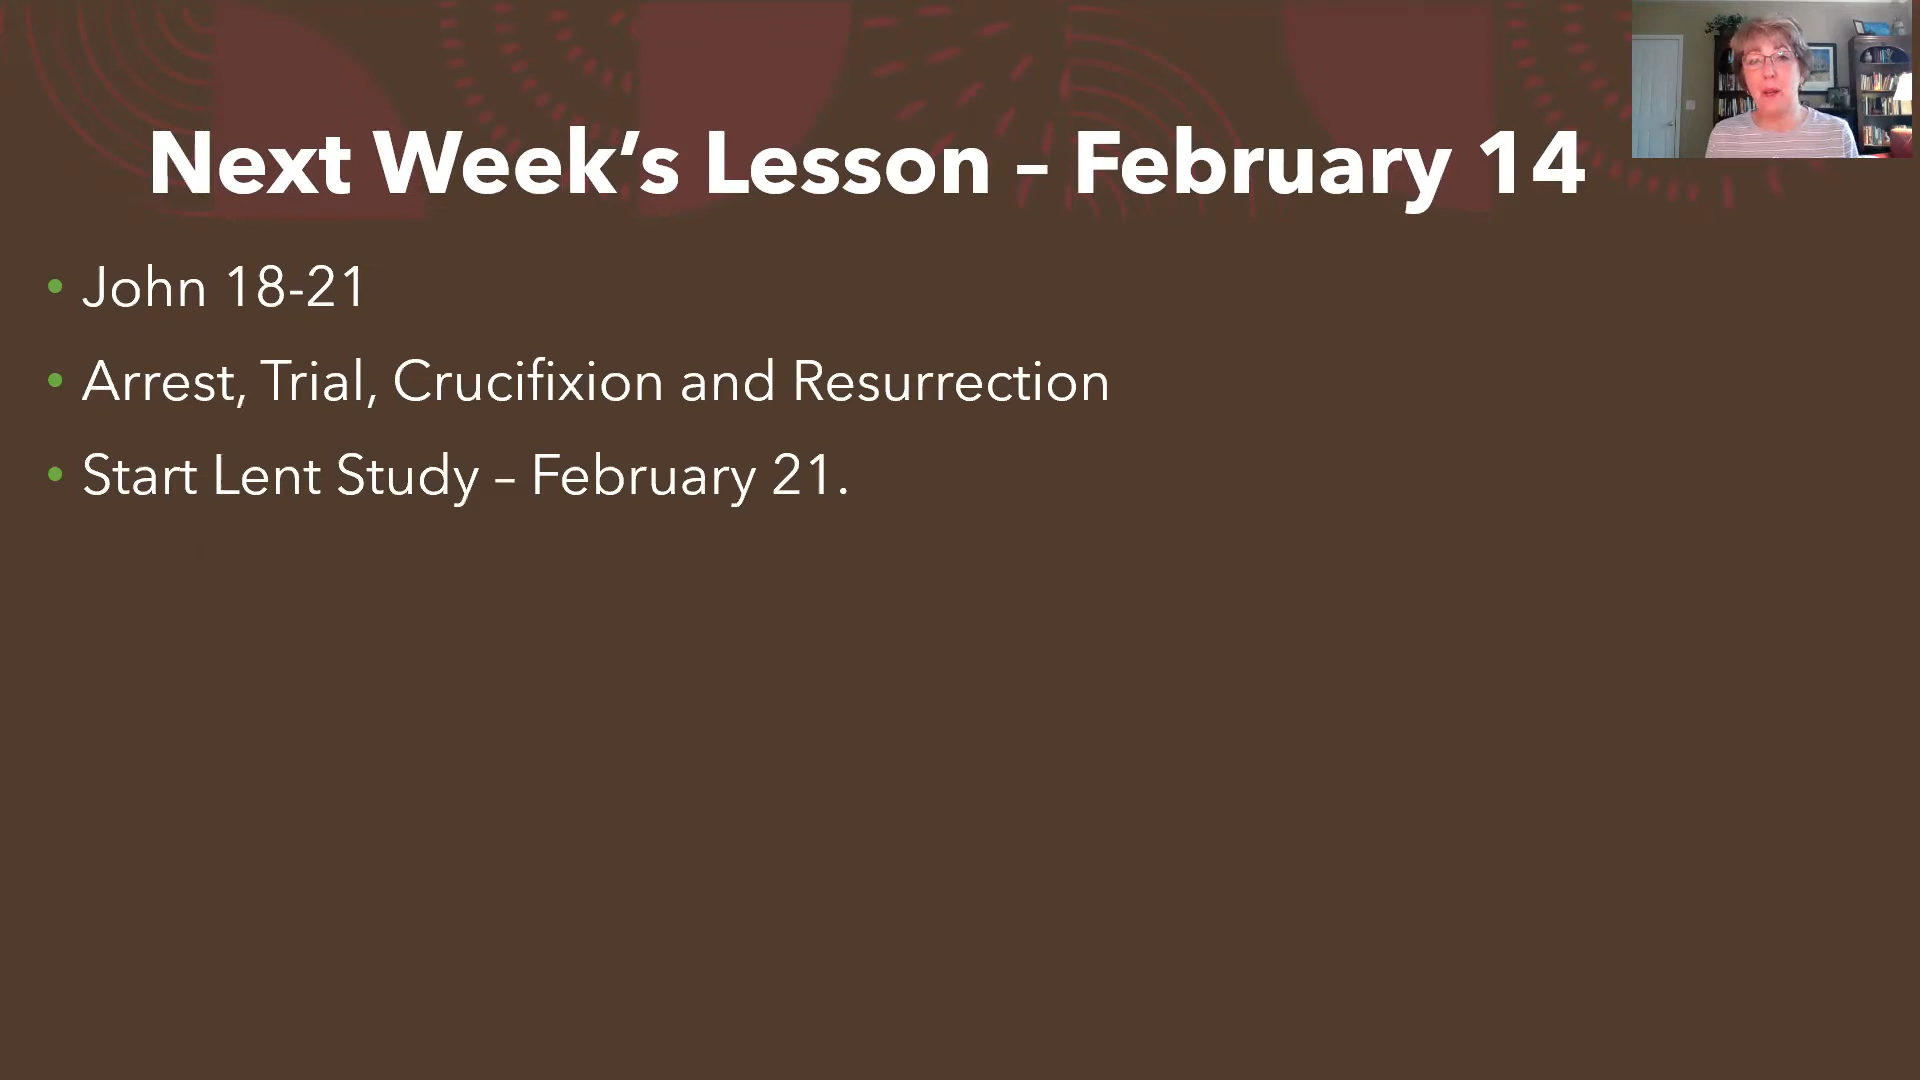 Next Week’s Lesson – February 14
• John 18-21
• Arrest, Trial, Crucifixion and Resurrection
• Start Lent Study – February 21.